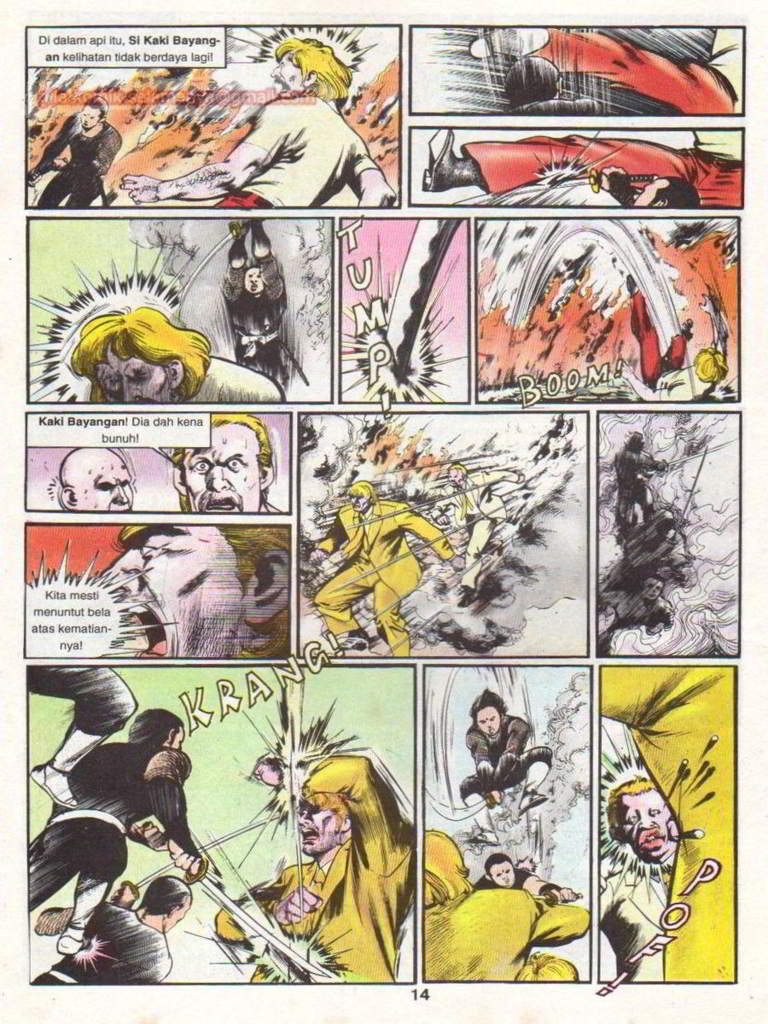 Di dalam api itu, Si Kaki Bayang-
an kelihatan tidak berdaya lagi!
TUMP!
BOOM!
Kaki Bayangan! Dia dah kena
bunuh!
Kita mesti
menuntut bela
atas kematian-
nya!
KRANG!
POFF!
14